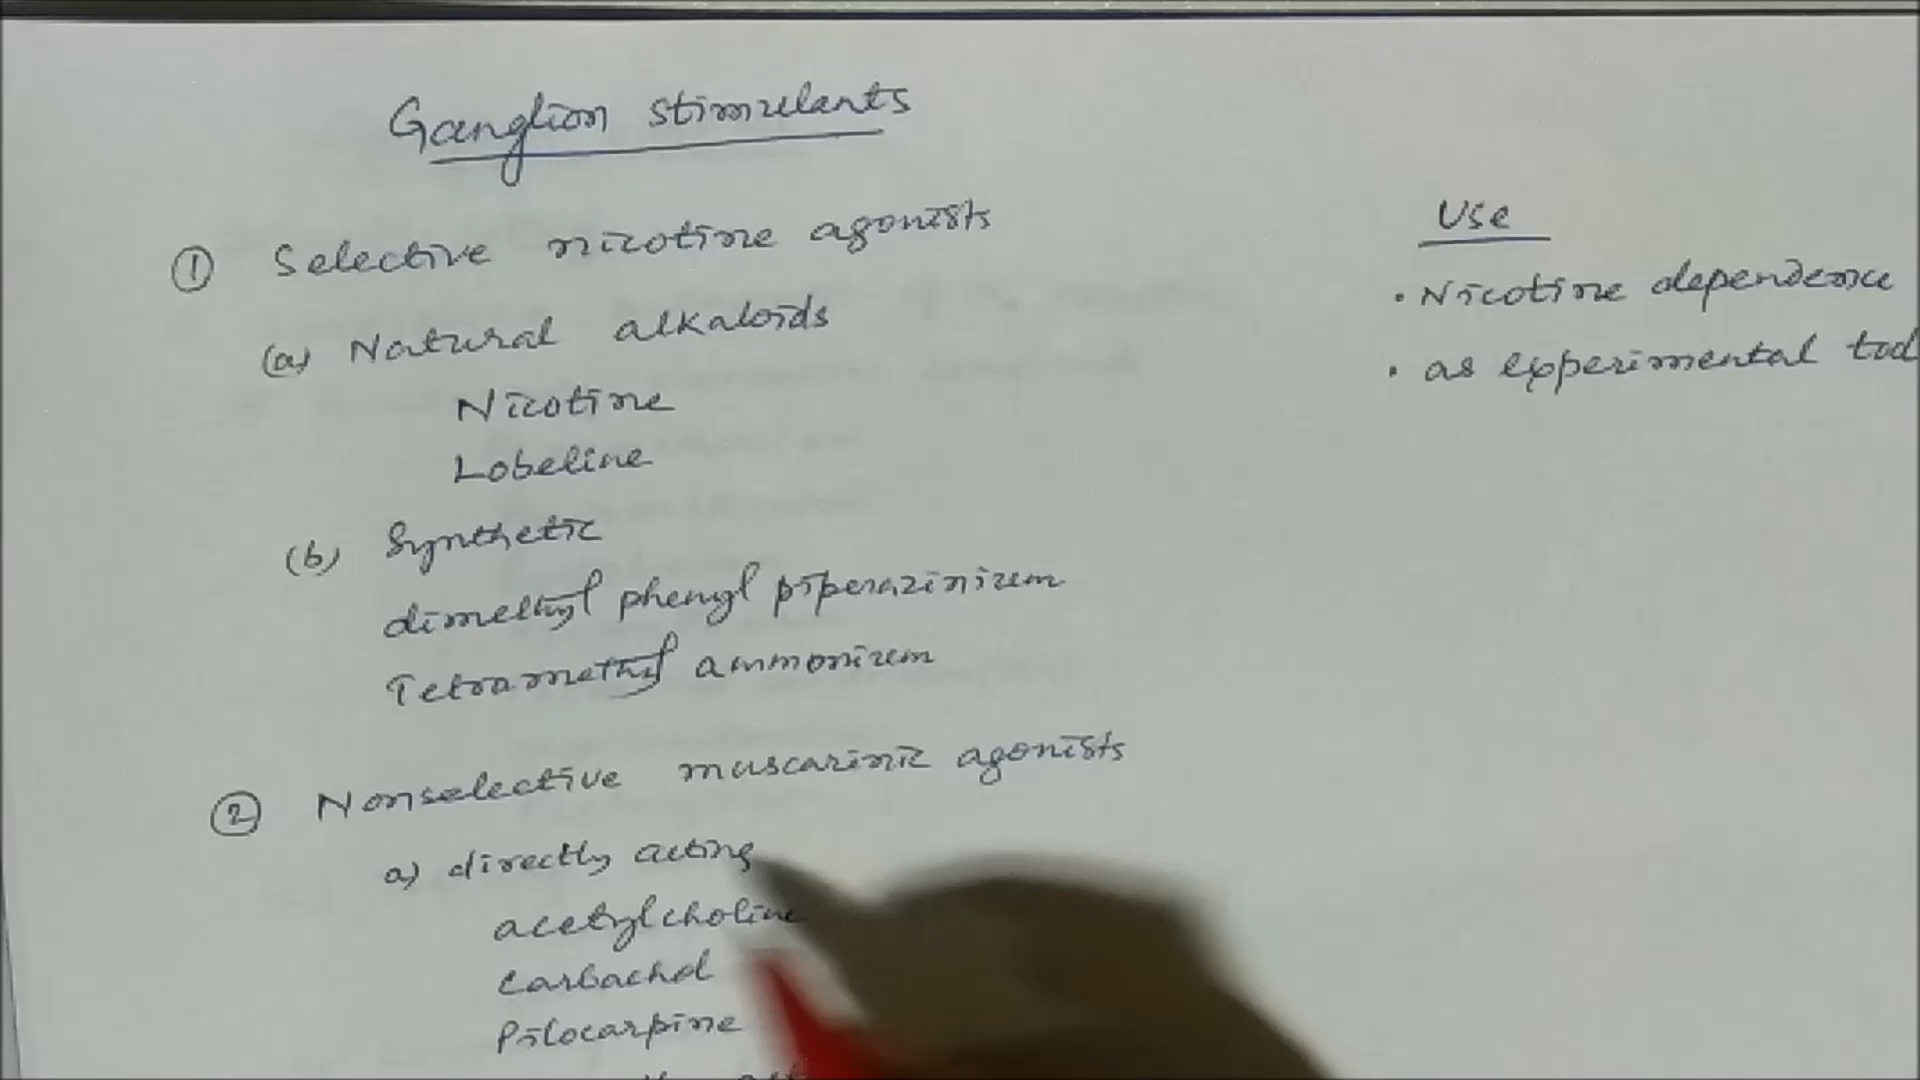 Ganglion stimulants
① Selective nicotine agonists
(a) Natural alkaloids
Nicotine
Lobeline
(b) Synthetic
dimethyl phenyl piperazinium
Tetramethyl ammonium
② Nonselective muscarinic agonists
a) directly acting
acetylcholine
Carbachol
Pilocarpine
Use
• Nicotine dependence
• as experimental tool